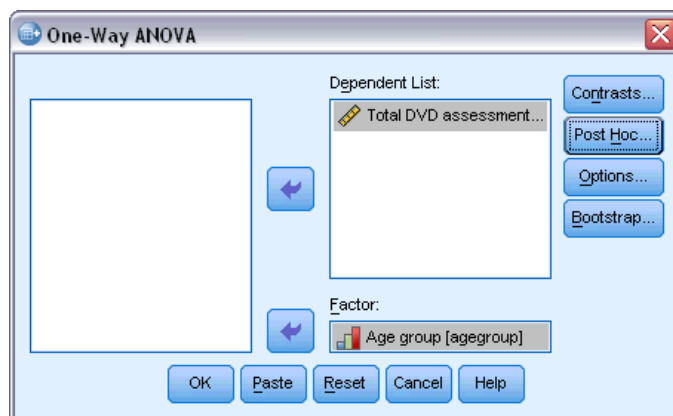 One-Way ANOVA
Dependent List:
Total DVD assessment...
Contrasts...
Post Hoc...
Options...
Bootstrap...
Factor:
Age group [agegroup]
OK
Paste
Reset
Cancel
Help